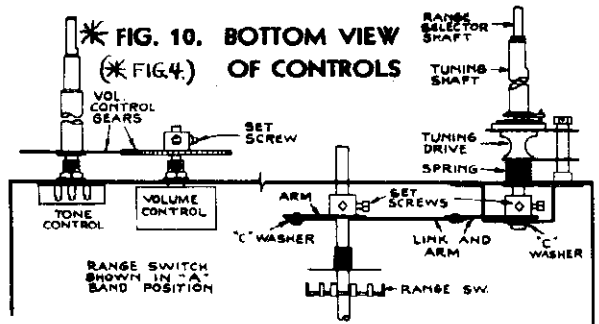 * FIG. 10. BOTTOM VIEW
(* FIG 4.) OF CONTROLS
RANGE
SELECTOR
SHAFT
TUNING
SHAFT
VOL.
CONTROL
GEARS
SET
SCREW
TUNING
DRIVE
SPRING
TONE
CONTROL
VOLUME
CONTROL
ARM
SET
SCREWS
"C" WASHER
LINK AND
ARM
"C"
WASHER
RANGE SWITCH
SHOWN IN "A"
BAND POSITION
RANGE SW.